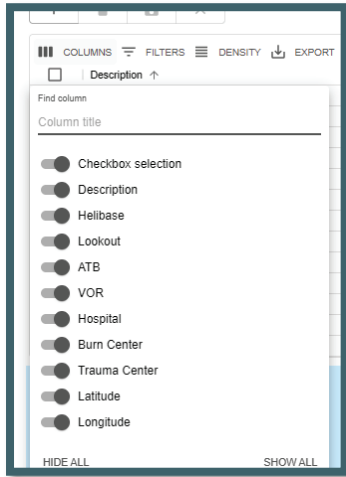 COLUMNS FILTERS DENSITY EXPORT
Description
Find column
Column title
Checkbox selection
Description
Helibase
Lookout
ATB
VOR
Hospital
Burn Center
Trauma Center
Latitude
Longitude
HIDE ALL SHOW ALL